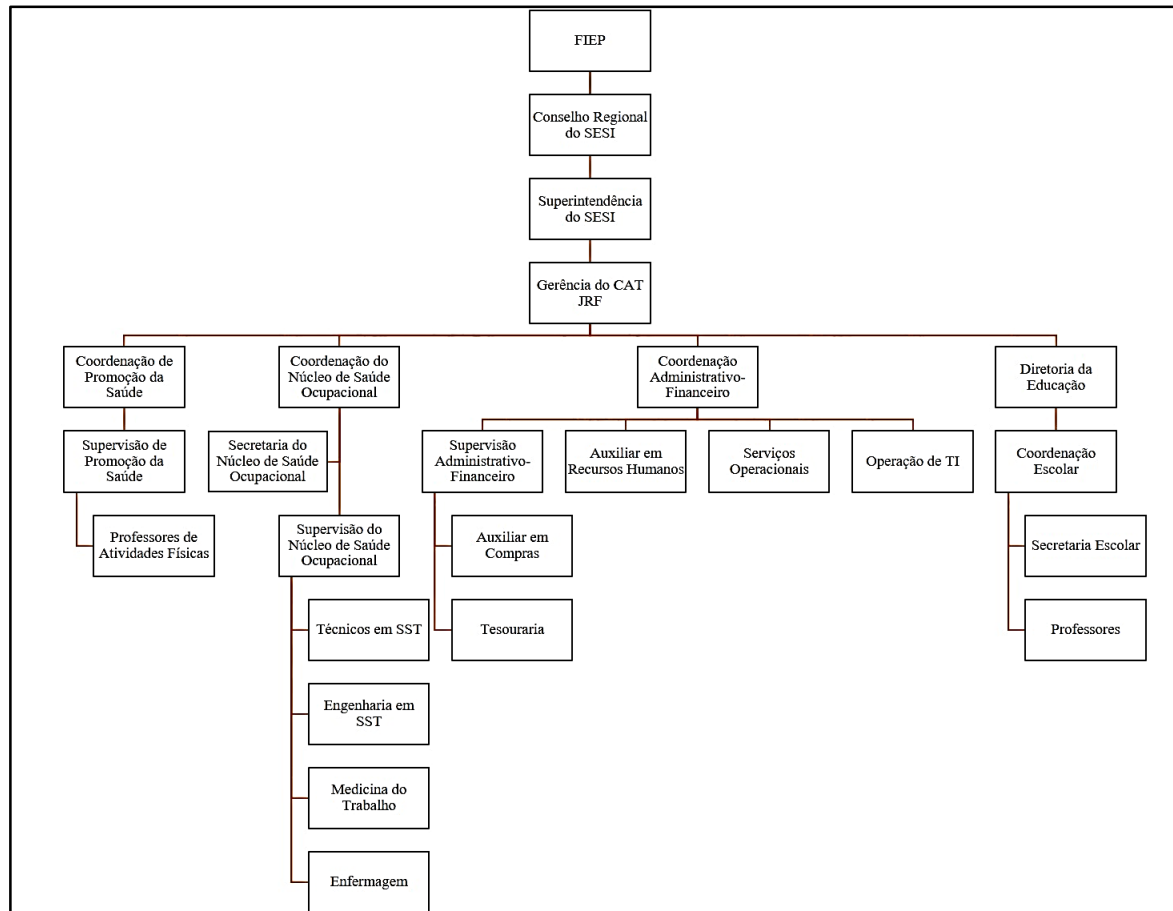 FIEP
Conselho Regional
do SESI
Superintendência
do SESI
Gerência do CAT
JRF
Coordenação de
Promoção da
Saúde
Coordenação do
Núcleo de Saúde
Ocupacional
Coordenação
Administrativo-
Financeiro
Diretoria da
Educação
Supervisão de
Promoção da
Saúde
Secretaria do
Núcleo de Saúde
Ocupacional
Supervisão
Administrativo-
Financeiro
Auxiliar em
Recursos Humanos
Serviços
Operacionais
Operação de TI
Coordenação
Escolar
Professores de
Atividades Físicas
Supervisão do
Núcleo de Saúde
Ocupacional
Auxiliar em
Compras
Secretaria Escolar
Técnicos em SST
Tesouraria
Professores
Engenharia em
SST
Medicina do
Trabalho
Enfermagem